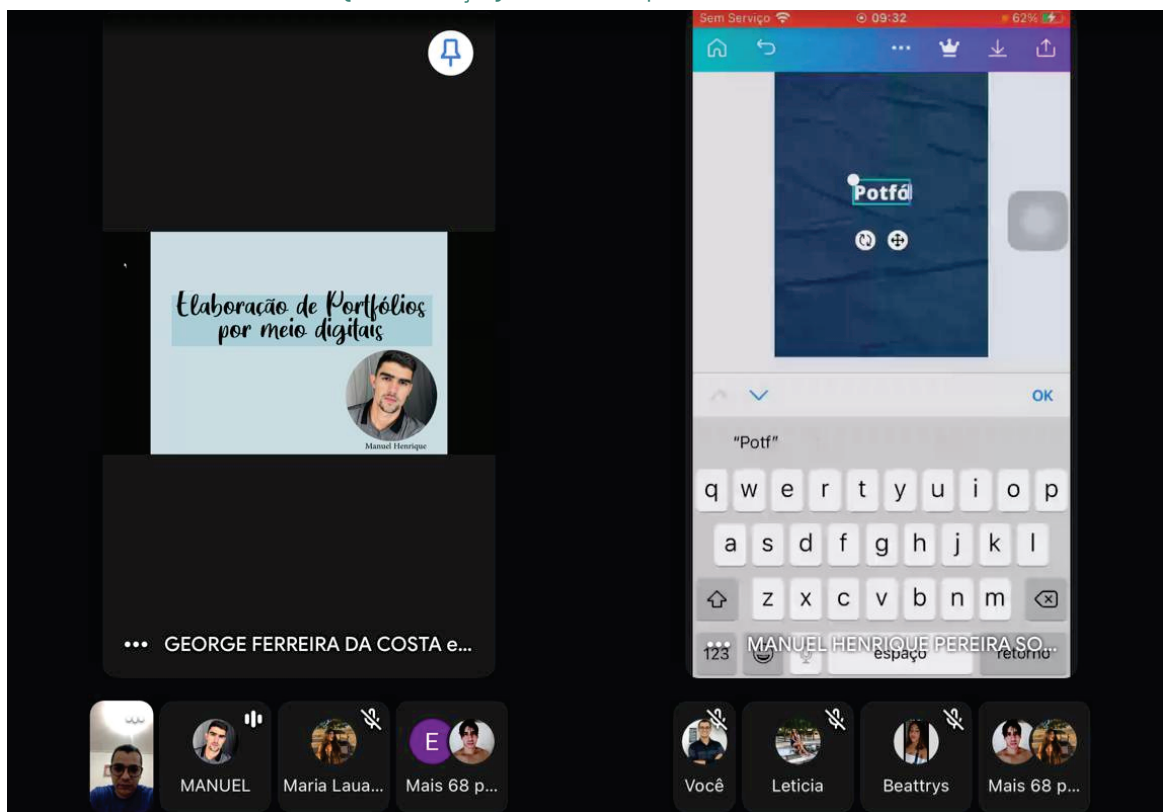 Elaboração de Portfólios
por meio digitais
Manuel Henrique
GEORGE FERREIRA DA COSTA e...
MANUEL
Maria Laua...
E
Mais 68 p...
Sem Serviço
09:32
62%
Potfó
OK
"Potf"
q w e r t y u i o p
a s d f g h j k l
z x c v b n m
123
espaço
retorno
MANUEL HENRIQUE PEREIRA SO...
Você
Leticia
Beattrys
Mais 68 p...